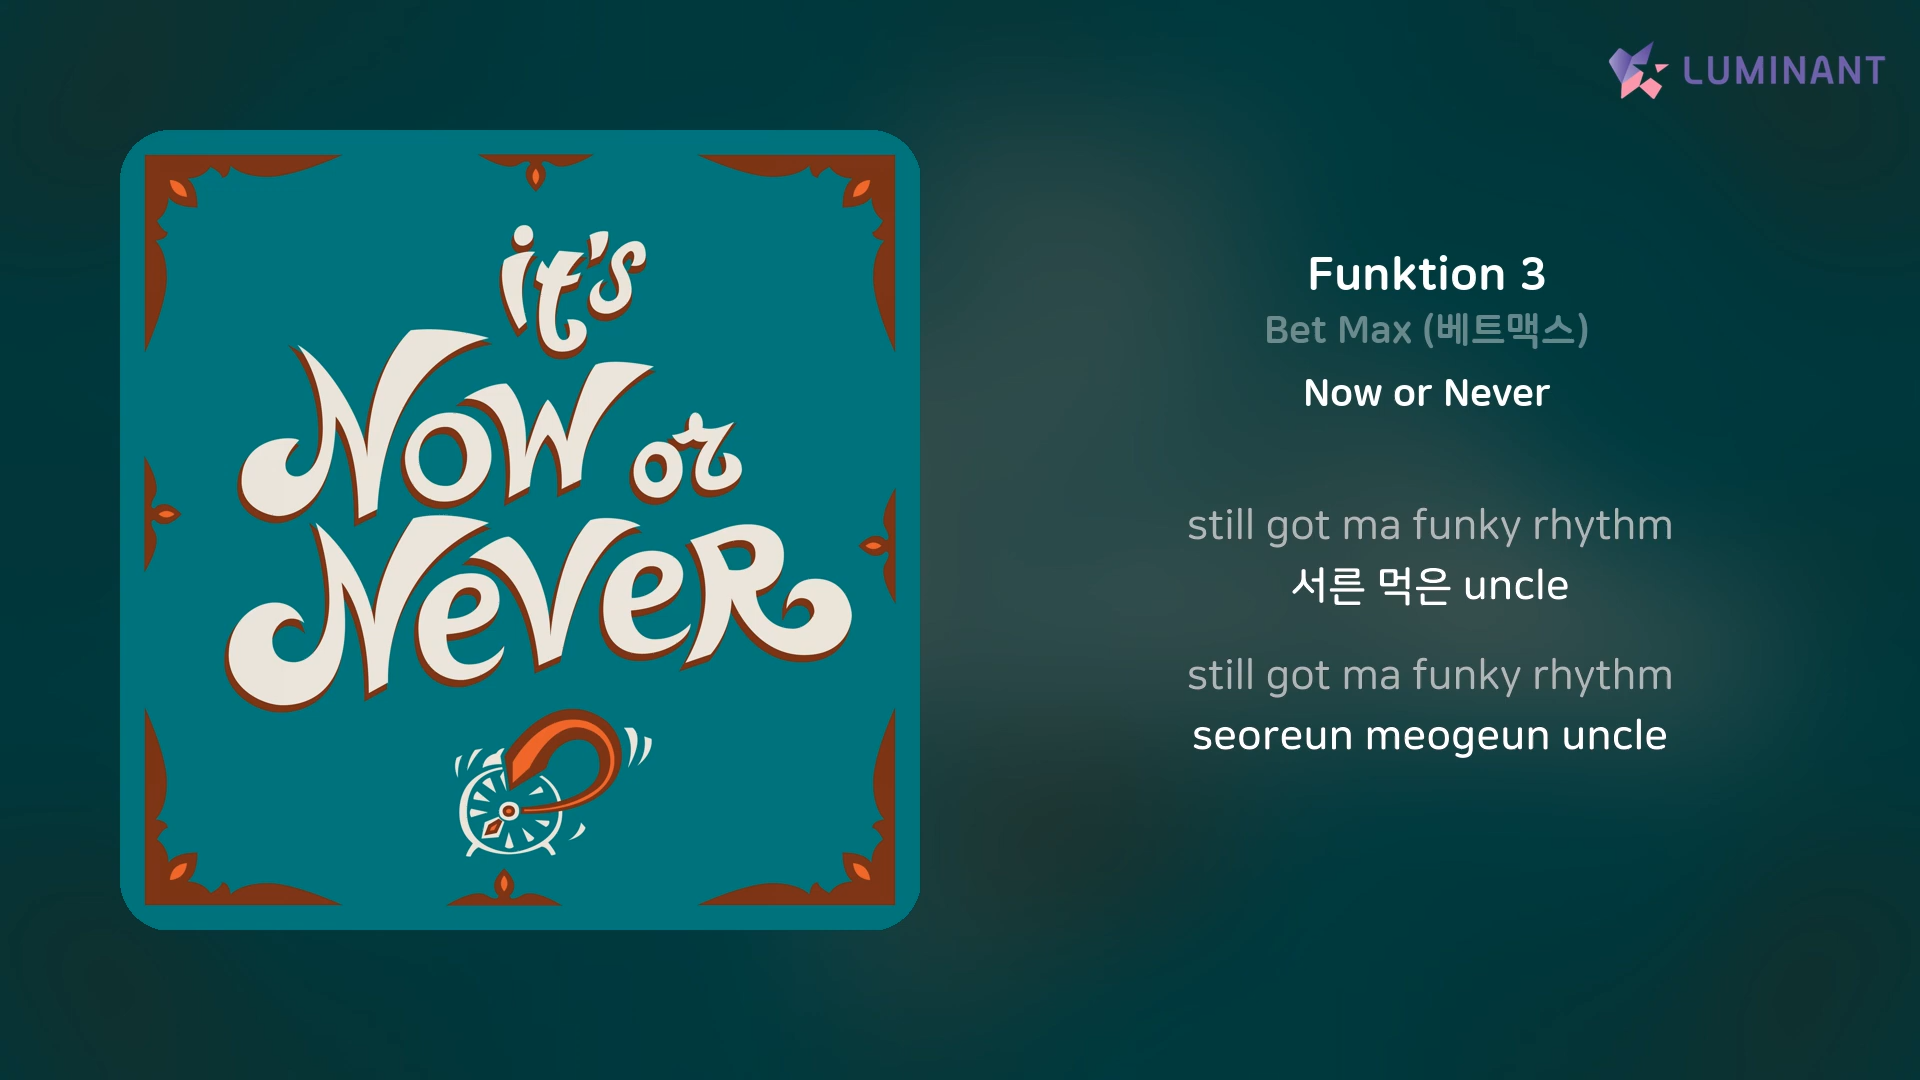 LUMINANT
it's
Now or
Never
Funktion 3
Bet Max (베트맥스)
Now or Never
still got ma funky rhythm
서른 먹은 uncle
still got ma funky rhythm
seoreun meogeun uncle